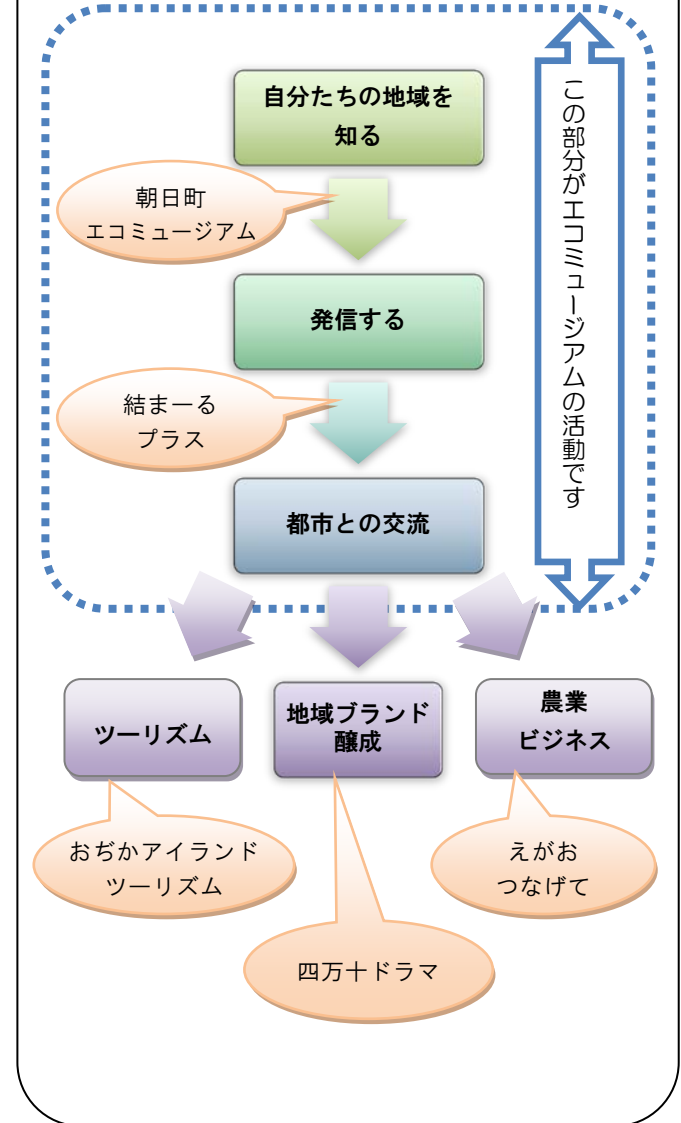 自分たちの地域を
知る
この部分がエコミュージアムの活動です
朝日町
エコミュージアム
発信する
結まーる
プラス
都市との交流
ツーリズム
地域ブランド
醸成
農業
ビジネス
おぢかアイランド
ツーリズム
えがお
つなげて
四万十ドラマ